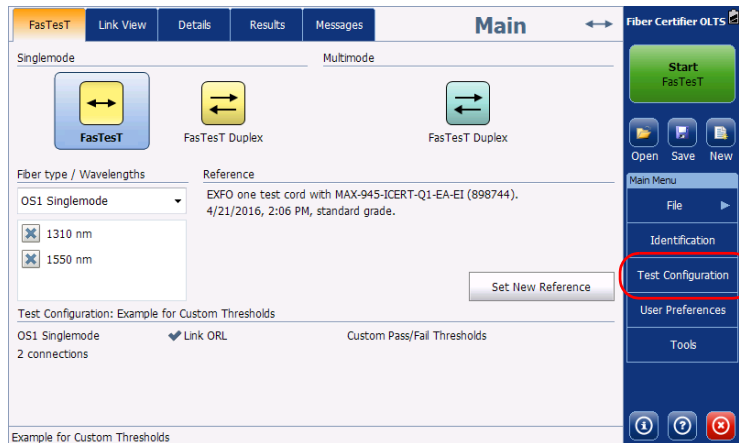 FasTesT Link View Details Results Messages Main Fiber Certifier OLTS
Singlemode Multimode
Start
FasTesT
FasTesT FasTesT Duplex FasTesT Duplex
Open Save New
Fiber type / Wavelengths Reference
Main Menu
OS1 Singlemode
EXFO one test cord with MAX-945-ICERT-Q1-EA-EI (898744).
4/21/2016, 2:06 PM, standard grade.
File
1310 nm
1550 nm
Identification
Set New Reference
Test Configuration
Test Configuration: Example for Custom Thresholds
User Preferences
OS1 Singlemode Link ORL Custom Pass/Fail Thresholds
2 connections
Tools
Example for Custom Thresholds